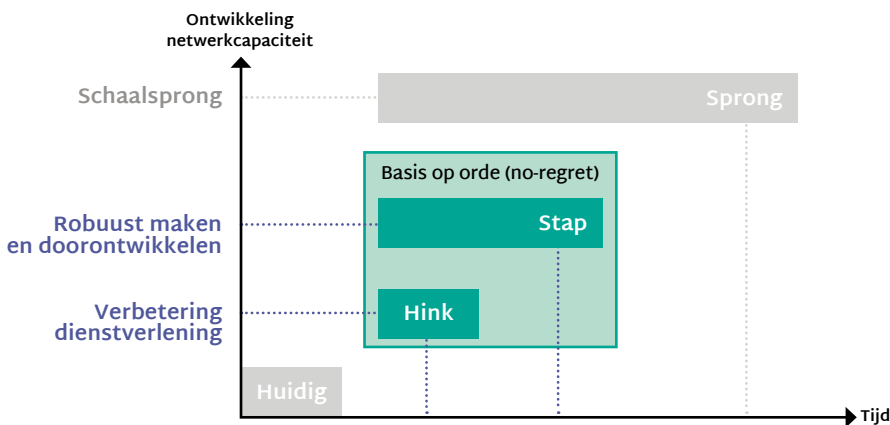 Ontwikkeling
netwerkcapaciteit
Schaalsprong
Sprong
Basis op orde (no-regret)
Robuust maken
en doorontwikkelen
Stap
Verbetering
dienstverlening
Hink
Huidig
Tijd